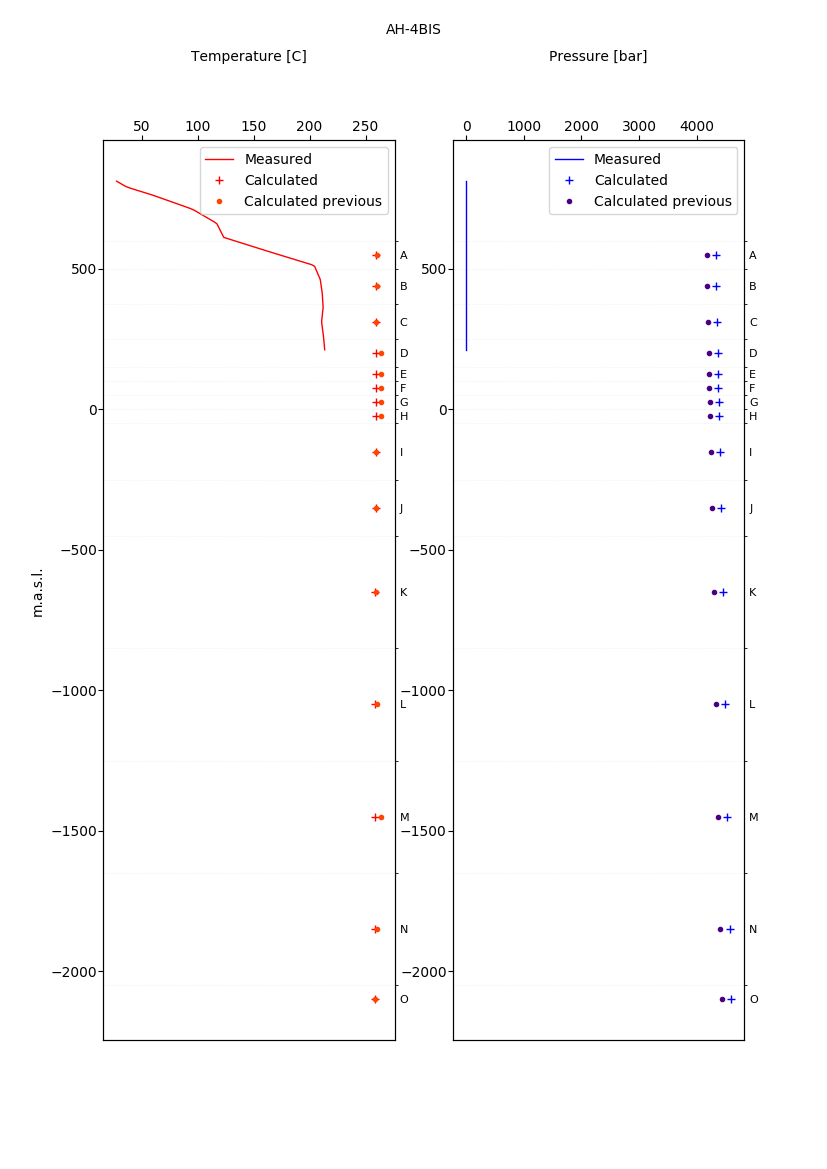 AH-4BIS
Temperature [C]
Pressure [bar]
50 100 150 200 250
0 1000 2000 3000 4000
Measured
Calculated
Calculated previous
Measured
Calculated
Calculated previous
500
0
−500
−1000
−1500
−2000
m.a.s.l.
A
B
C
D
E
F
G
H
I
J
K
L
M
N
O
500
0
−500
−1000
−1500
−2000
A
B
C
D
E
F
G
H
I
J
K
L
M
N
O